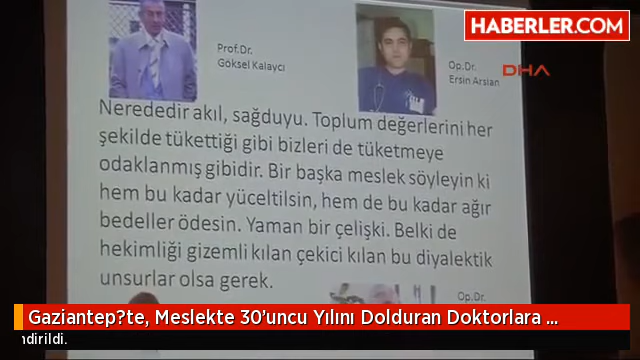 HABERLER.COM
DHA
Prof.Dr.
Göksel Kalaycı
Op.Dr.
Ersin Arslan
Nerededir akıl, sağduyu. Toplum değerlerini her
şekilde tükettiği gibi bizleri de tüketmeye
odaklanmış gibidir. Bir başka meslek söyleyin ki
hem bu kadar yüceltilsin, hem de bu kadar ağır
bedeller ödesin. Yaman bir çelişki. Belki de
hekimliği gizemli kılan çekici kılan bu diyalektik
unsurlar olsa gerek.
Op.Dr.
Gaziantep?te, Meslekte 30'uncu Yılını Dolduran Doktorlara ...
ndirildi.